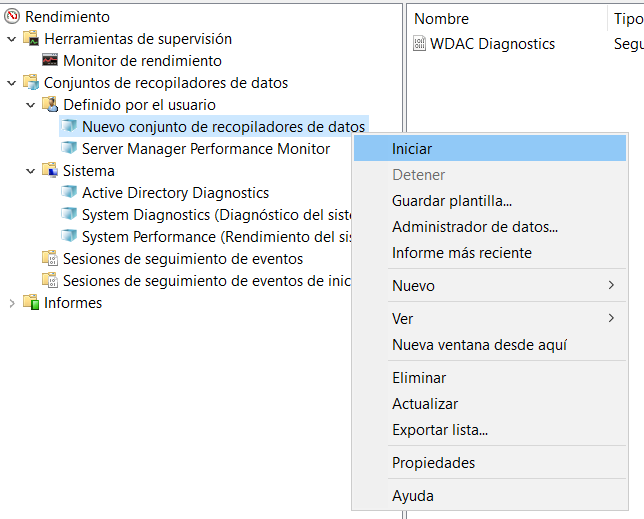 Rendimiento
Herramientas de supervisión
Monitor de rendimiento
Conjuntos de recopiladores de datos
Definido por el usuario
Nuevo conjunto de recopiladores de datos
Server Manager Performance Monitor
Sistema
Active Directory Diagnostics
System Diagnostics (Diagnóstico del siste
System Performance (Rendimiento del sis
Sesiones de seguimiento de eventos
Sesiones de seguimiento de eventos de inic
Informes
Nombre Tipo
WDAC Diagnostics Segu
Iniciar
Detener
Guardar plantilla...
Administrador de datos...
Informe más reciente
Nuevo
Ver
Nueva ventana desde aquí
Eliminar
Actualizar
Exportar lista...
Propiedades
Ayuda